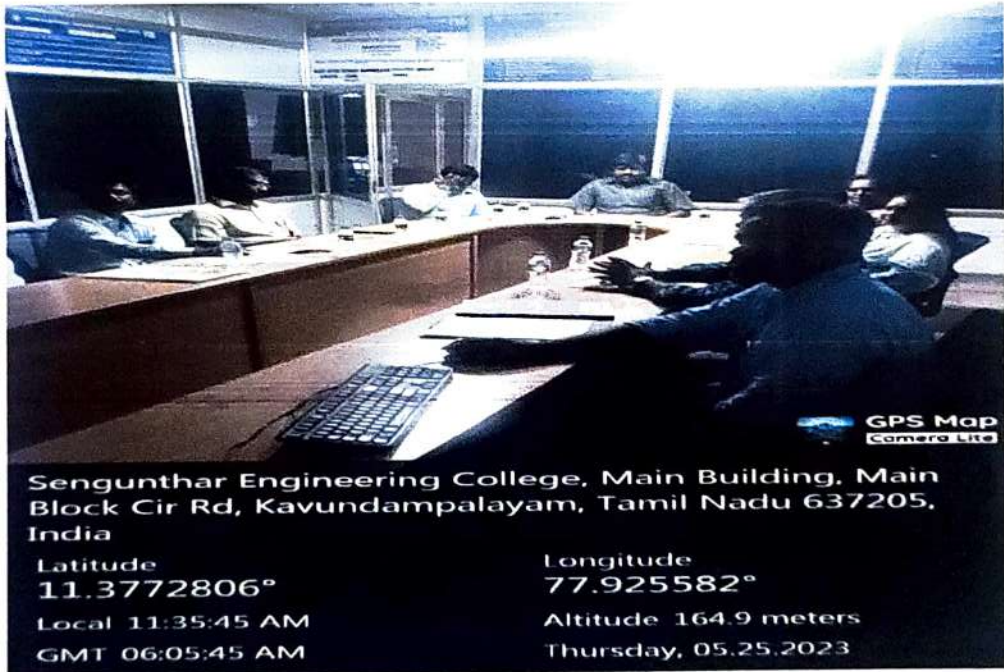 GPS Map
Camera Lite
Sengunthar Engineering College, Main Building, Main
Block Cir Rd, Kavundampalayam, Tamil Nadu 637205,
India
Latitude
11.3772806°
Longitude
77.925582°
Local 11:35:45 AM
Altitude 164.9 meters
GMT 06:05:45 AM
Thursday, 05.25.2023